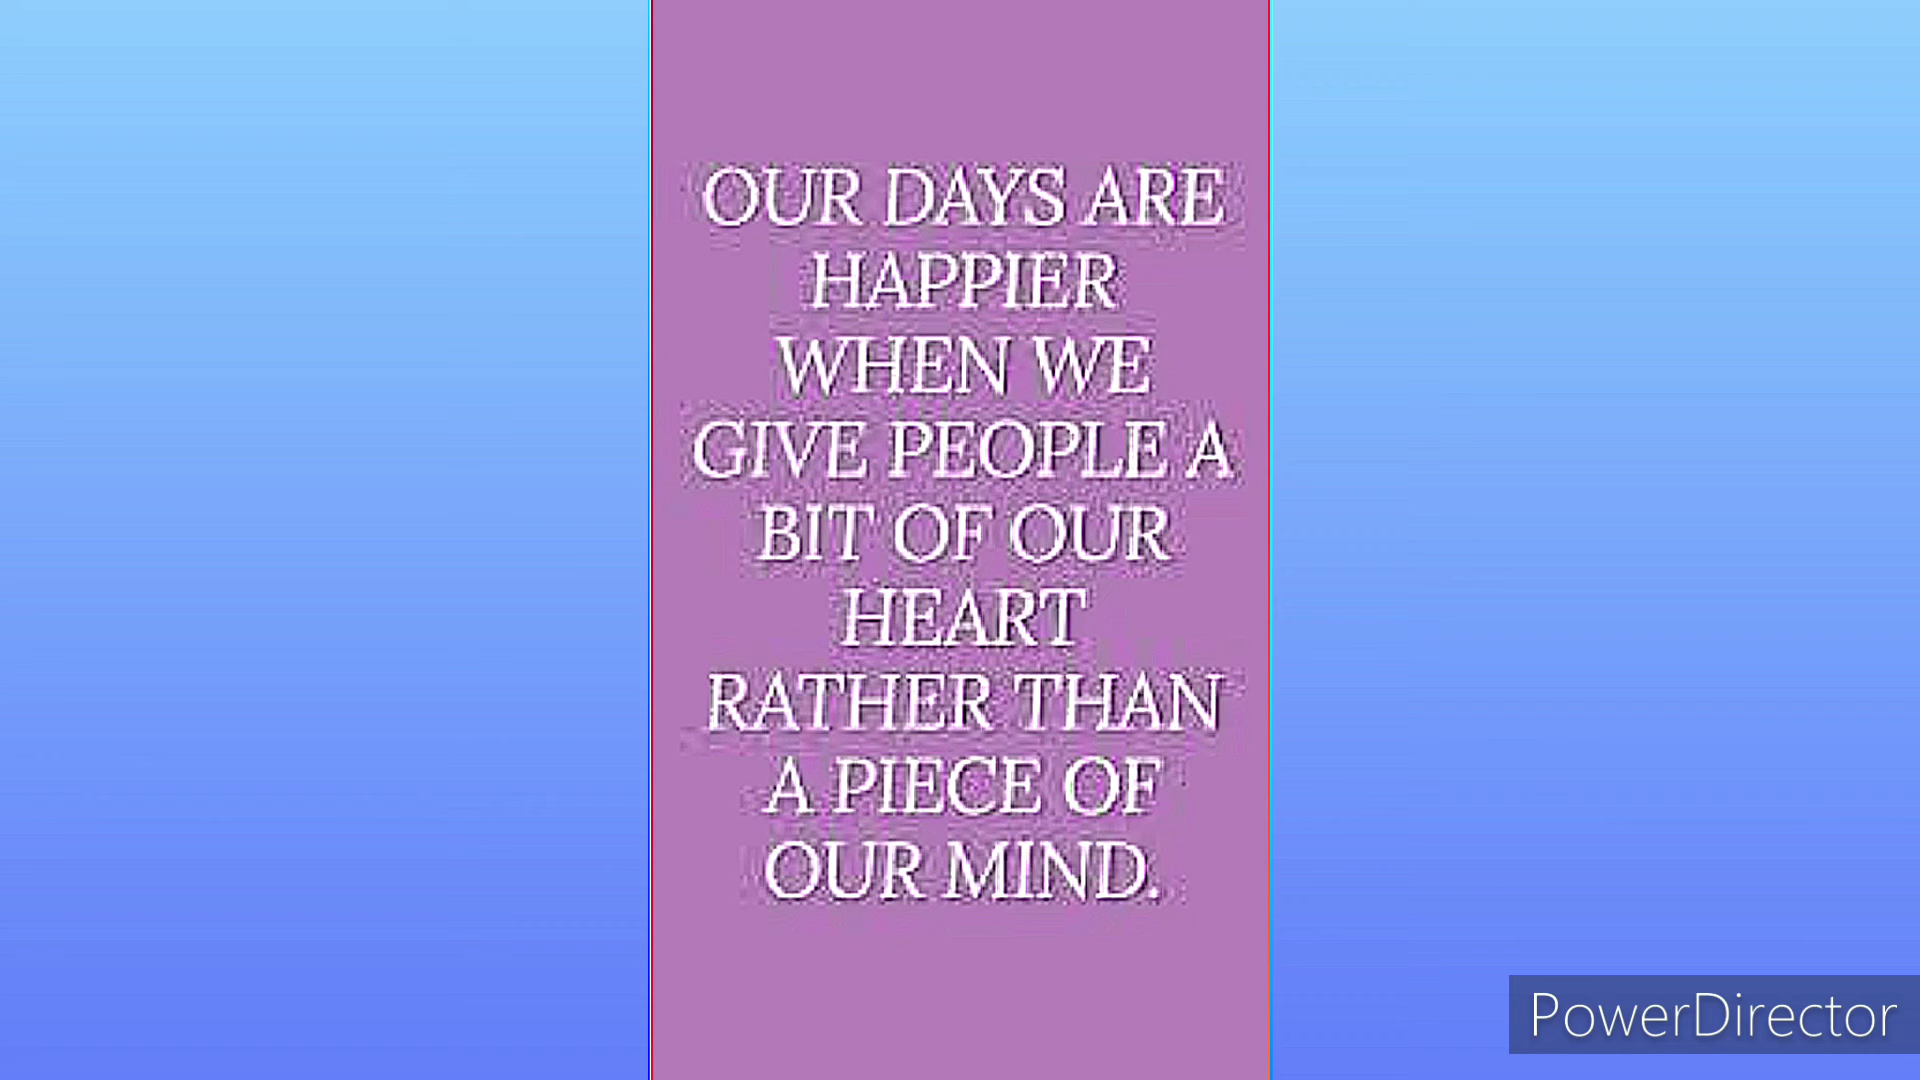 OUR DAYS ARE
HAPPIER
WHEN WE
GIVE PEOPLE A
BIT OF OUR
HEART
RATHER THAN
A PIECE OF
OUR MIND.
PowerDirector